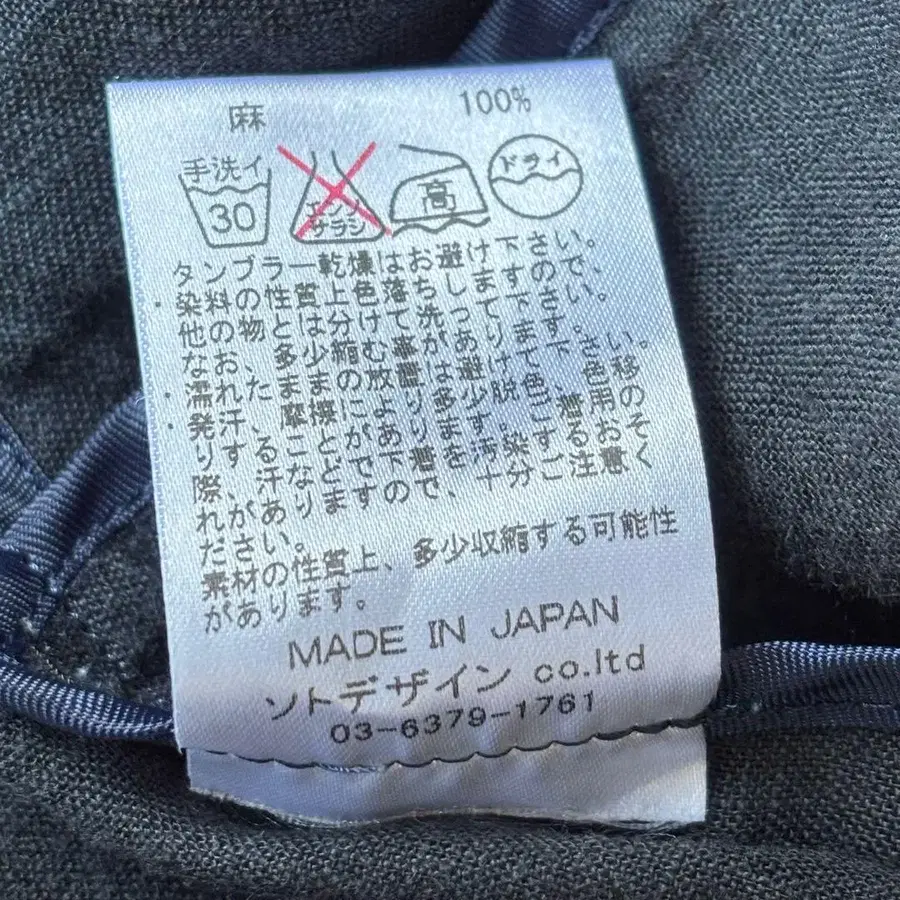 麻 100%
手洗イ 30 エンソサラシ 高 ドライ
タンブラー乾燥はお避け下さい。
・染料の性質上色落ちしますので、
他の物とは分けて洗って下さい。
なお、多少縮む事があります。
・濡れたままの放置は避けて下さい。
発汗、摩擦により多少脱色、色移
りすることがあります。着用の
際、汗などで下着を汚染するおそ
れがありますので、十分ご注意く
ださい。
素材の性質上、多少収縮する可能性
があります。
MADE IN JAPAN
ソトデザイン co.ltd
03-6379-1761